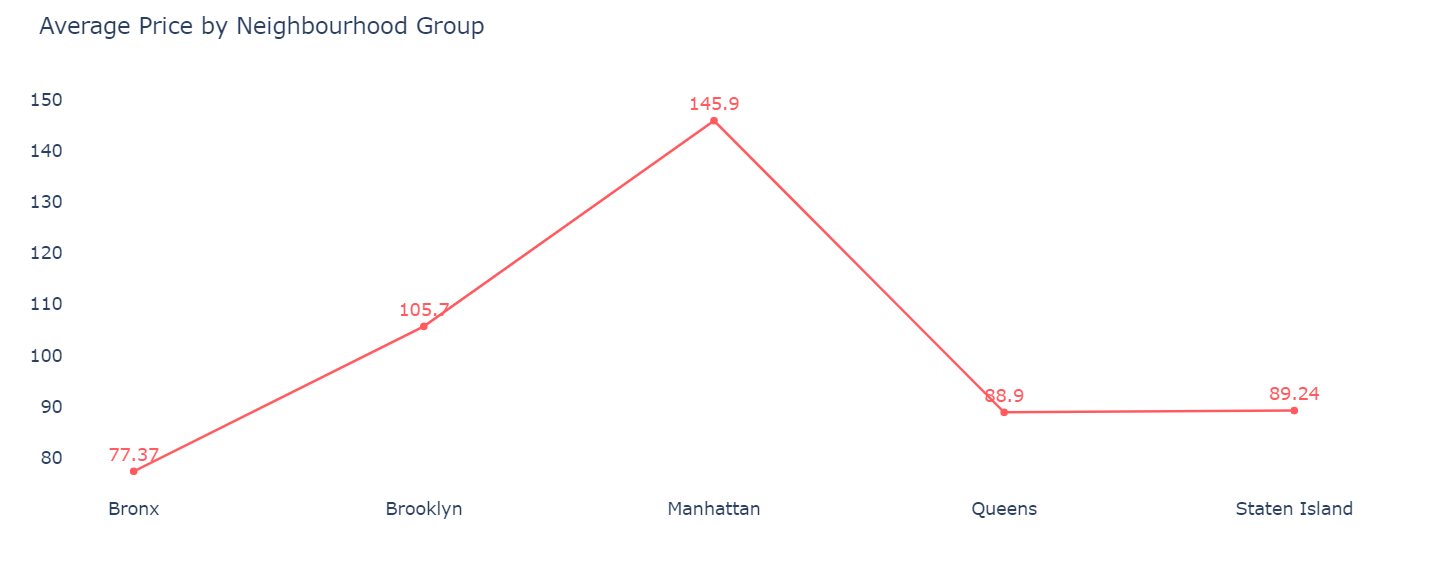 Average Price by Neighbourhood Group
150
145.9
140
130
120
110
105.7
100
90
88.9
89.24
80
77.37
Bronx
Brooklyn
Manhattan
Queens
Staten Island